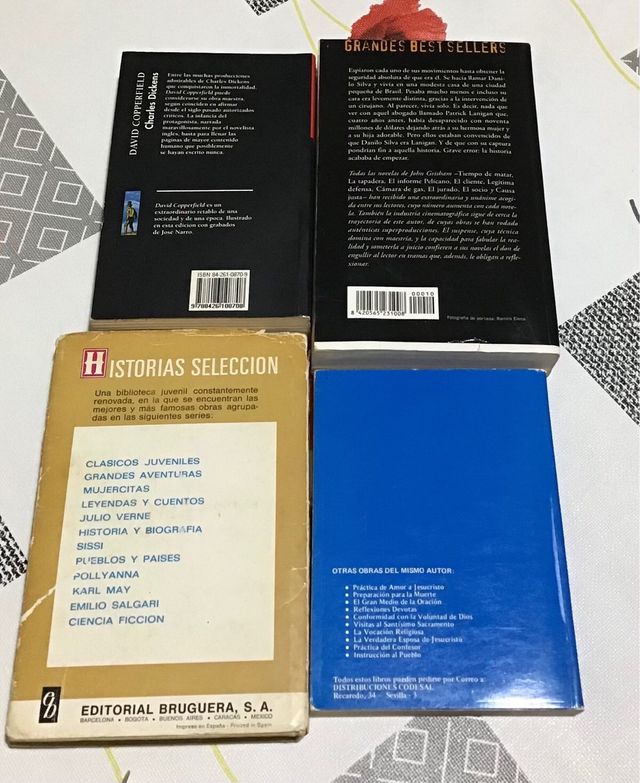 DAVID COPPERFIELD
Charles Dickens
Entre las muchas producciones
admirables de Charles Dickens
que conquistaron la inmortalidad.
David Copperfield puede
considerarse su obra maestra,
según coinciden en afirmar
desde el siglo pasado autorizados
críticos. La infancia del
protagonista, narrada
maravillosamente por el novelista
inglés, basta para llenar las
páginas de mayor contenido
humano que posiblemente
se hayan escrito nunca.
David Copperfield es un
extraordinario retablo de una
sociedad y de una época. Ilustrado
en esta edición con grabados
de José Narro.
ISBN 84-261-0070-9
9 788426 100708
GRANDES BEST SELLERS
Espiaron cada uno de sus movimientos hasta obtener la
seguridad absoluta de que era él. Se hacía llamar Dani-
lo Silva y vivía en una modesta casa de una ciudad
pequeña de Brasil. Pesaba mucho menos e incluso su
cara era levemente distinta, gracias a la intervención de
un cirujano. Al parecer, vivía solo. Es decir, nada que
ver con aquel abogado llamado Patrick Lanigan que,
cuatro años antes, había desaparecido con noventa
millones de dólares dejando atrás a su hermosa mujer y
a su hija adorable. Pero ellos estaban convencidos de
que Danilo Silva era Lanigan. Y de que con su captura
pondrían fin a aquella historia. Grave error: la historia
acababa de empezar.
Todas las novelas de John Grisham –Tiempo de matar,
La tapadera, El informe Pelícano, El cliente, Legítima
defensa, Cámara de gas, El jurado, El socio y Causa
justa– han recibido una extraordinaria y unánime acogi-
da entre sus lectores, cuyo número aumenta con cada nove-
la. También la industria cinematográfica sigue de cerca la
trayectoria de este autor, de cuyas obras se han rodado
auténticas superproducciones. El suspense, cuya técnica
domina con maestría, y la capacidad para fabular la rea-
lidad y someterla a juicio confieren a sus novelas el don de
engullir al lector en tramas que, además, le obligan a refle-
xionar.
00010
8 420565 231008
Fotografía de portada: Ramón Elena
HISTORIAS SELECCION
Una biblioteca juvenil constantemente
renovada, en la que se encuentran las
mejores y más famosas obras agrupa-
das en las siguientes series:
CLASICOS JUVENILES
GRANDES AVENTURAS
MUJERCITAS
LEYENDAS Y CUENTOS
JULIO VERNE
HISTORIA Y BIOGRAFIA
SISSI
PUEBLOS Y PAISES
POLLYANNA
KARL MAY
EMILIO SALGARI
CIENCIA FICCION
EDITORIAL BRUGUERA, S. A.
BARCELONA • BOGOTA • BUENOS AIRES • CARACAS • MEXICO
Impreso en España - Printed in Spain
OTRAS OBRAS DEL MISMO AUTOR:
• Práctica de Amor a Jesucristo
• Preparación para la Muerte
• El Gran Medio de la Oración
• Reflexiones Devotas
• Conformidad con la Voluntad de Dios
• Visitas al Santísimo Sacramento
• La Vocación Religiosa
• La Verdadera Esposa de Jesucristo
• Práctica del Confesor
• Instrucción al Pueblo
Todos estos libros pueden pedirse por Correo a:
DISTRIBUCIONES CODESAL
Recaredo, 34 - Sevilla - 3